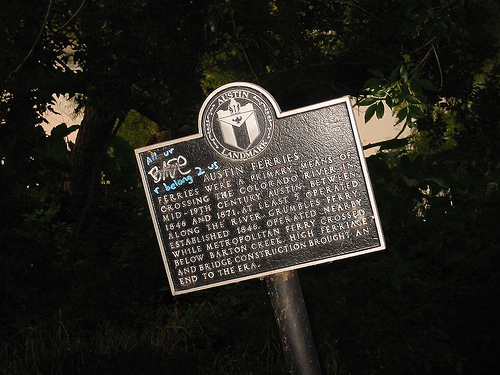 AUSTIN
LANDMARK
All ur
BASE
r belong 2 us
AUSTIN FERRIES
FERRIES WERE A PRIMARY MEANS OF
CROSSING THE COLORADO RIVER IN
MID-19TH CENTURY AUSTIN. BETWEEN
1846 AND 1871, AT LEAST 5 OPERATED
ALONG THE RIVER. GRUMBLES FERRY,
ESTABLISHED 1846, OPERATED NEARBY
WHILE METROPOLITAN FERRY CROSSED
BELOW BARTON CREEK. HIGH FERRIAGE
AND BRIDGE CONSTRUCTION BROUGHT AN
END TO THE ERA.